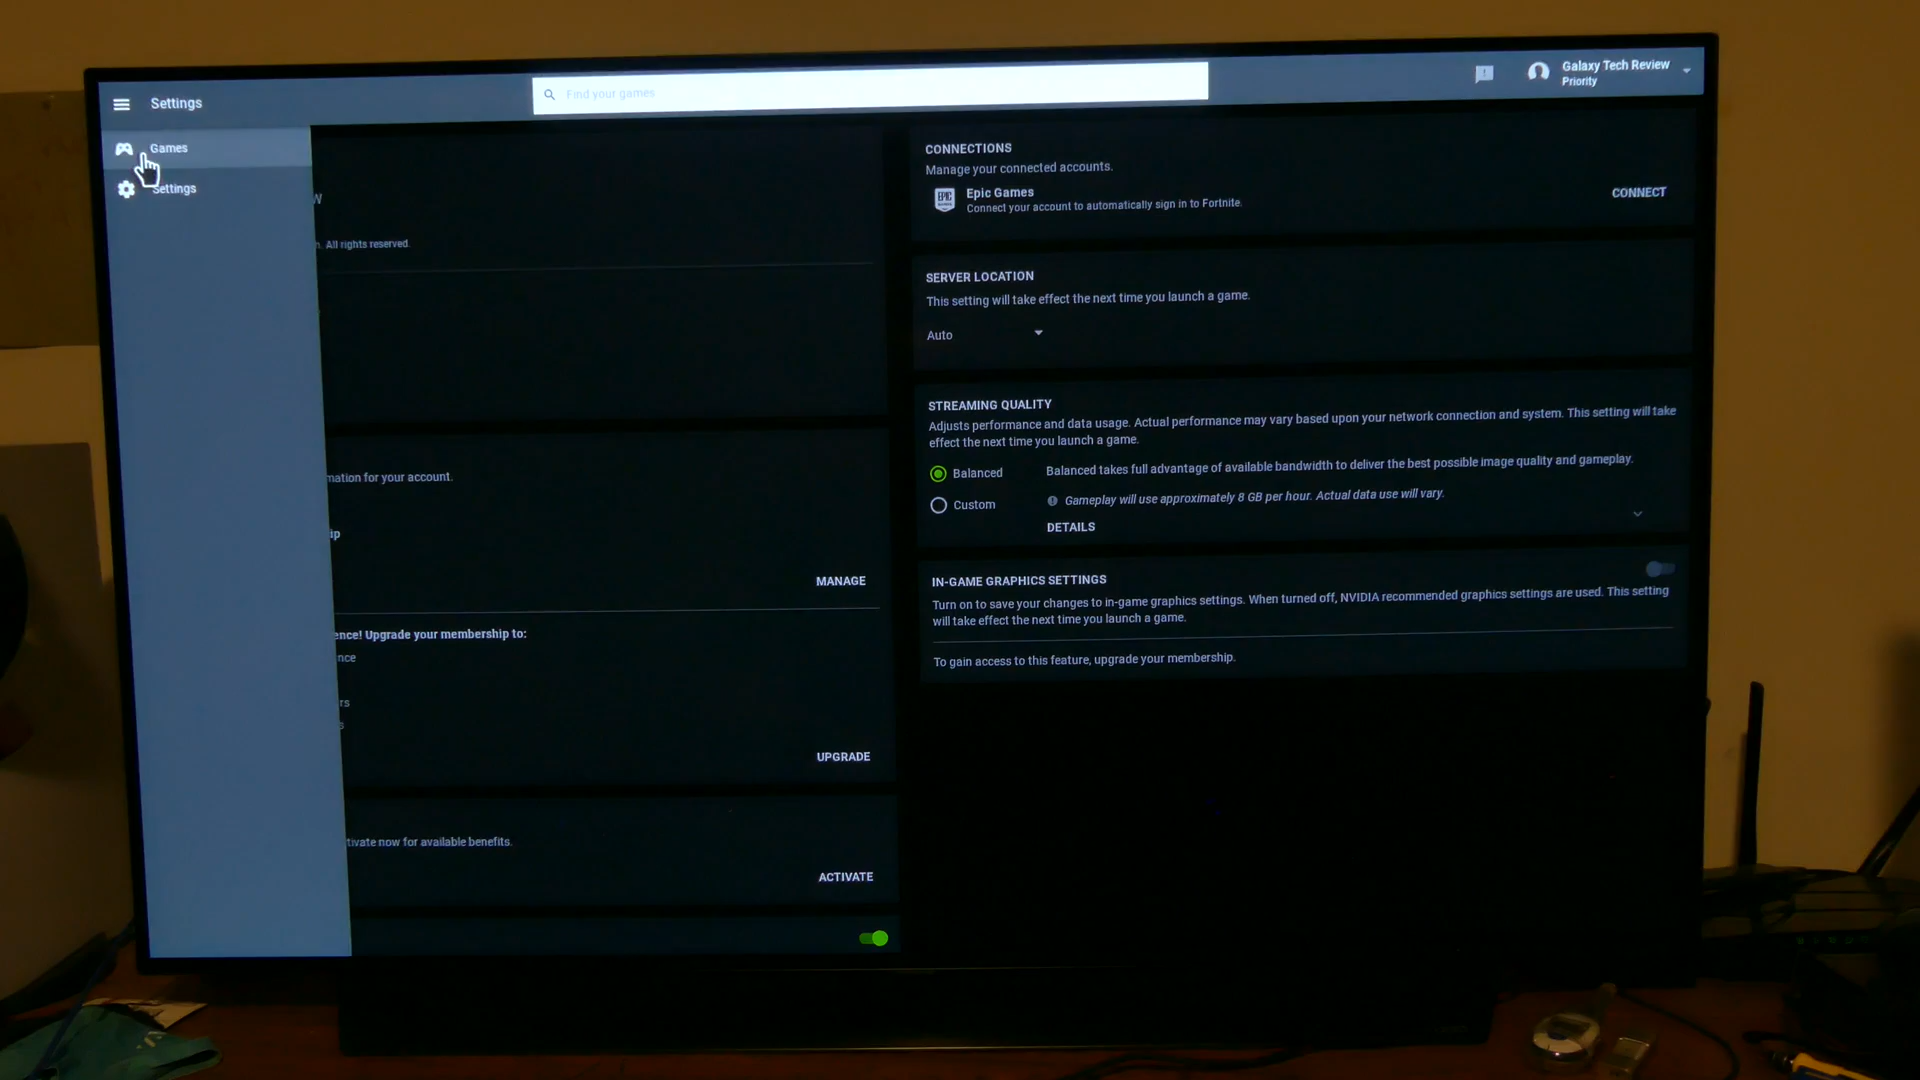 Settings
Find your games
Galaxy Tech Review
Priority
Games
Settings
W
n. All rights reserved.
mation for your account.
ip
MANAGE
ence! Upgrade your membership to:
nce
rs
s
UPGRADE
tivate now for available benefits.
ACTIVATE
CONNECTIONS
Manage your connected accounts.
EPIC
Epic Games
Connect your account to automatically sign in to Fortnite.
CONNECT
SERVER LOCATION
This setting will take effect the next time you launch a game.
Auto
STREAMING QUALITY
Adjusts performance and data usage. Actual performance may vary based upon your network connection and system. This setting will take
effect the next time you launch a game.
Balanced
Balanced takes full advantage of available bandwidth to deliver the best possible image quality and gameplay.
Custom
Gameplay will use approximately 8 GB per hour. Actual data use will vary.
DETAILS
IN-GAME GRAPHICS SETTINGS
Turn on to save your changes to in-game graphics settings. When turned off, NVIDIA recommended graphics settings are used. This setting
will take effect the next time you launch a game.
To gain access to this feature, upgrade your membership.